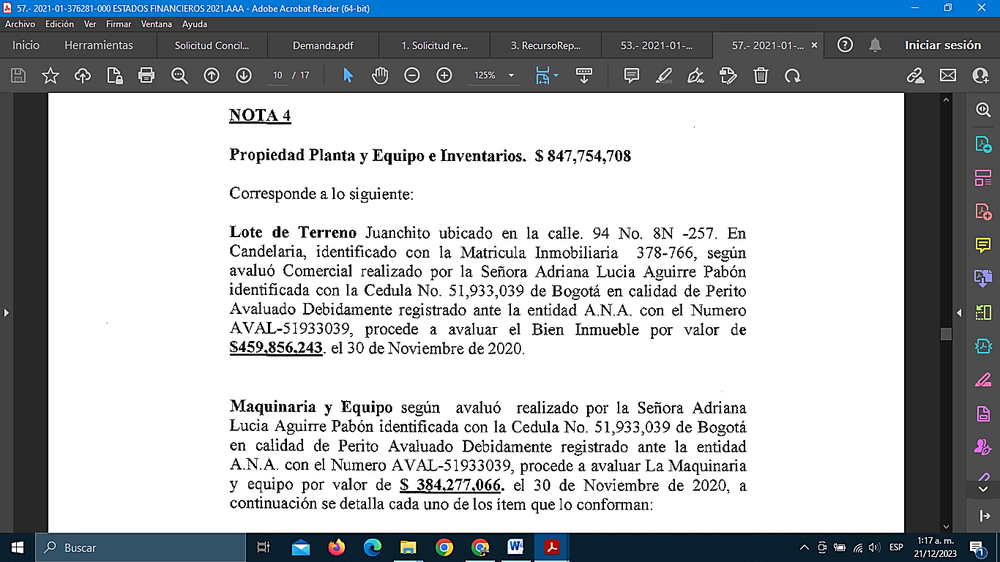 57.- 2021-01-376281-000 ESTADOS FINANCIEROS 2021.AAA - Adobe Acrobat Reader (64-bit)
Archivo Edición Ver Firmar Ventana Ayuda
Inicio Herramientas Solicitud Concil... Demanda.pdf 1. Solicitud re... 3. RecursoRep... 53.- 2021-01-... 57.- 2021-01-... × Iniciar sesión
10 / 17 125%
NOTA 4
Propiedad Planta y Equipo e Inventarios. $ 847,754,708
Corresponde a lo siguiente:
Lote de Terreno Juanchito ubicado en la calle. 94 No. 8N -257. En
Candelaria, identificado con la Matricula Inmobiliaria 378-766, según
avaluó Comercial realizado por la Señora Adriana Lucia Aguirre Pabón
identificada con la Cedula No. 51,933,039 de Bogotá en calidad de Perito
Avaluado Debidamente registrado ante la entidad A.N.A. con el Numero
AVAL-51933039, procede a avaluar el Bien Inmueble por valor de
$459,856,243. el 30 de Noviembre de 2020.
Maquinaria y Equipo según avaluó realizado por la Señora Adriana
Lucia Aguirre Pabón identificada con la Cedula No. 51,933,039 de Bogotá
en calidad de Perito Avaluado Debidamente registrado ante la entidad
A.N.A. con el Numero AVAL-51933039, procede a avaluar La Maquinaria
y equipo por valor de $ 384,277,066. el 30 de Noviembre de 2020, a
continuación se detalla cada uno de los ítem que lo conforman:
Buscar
ESP
1:17 a. m.
21/12/2023
1